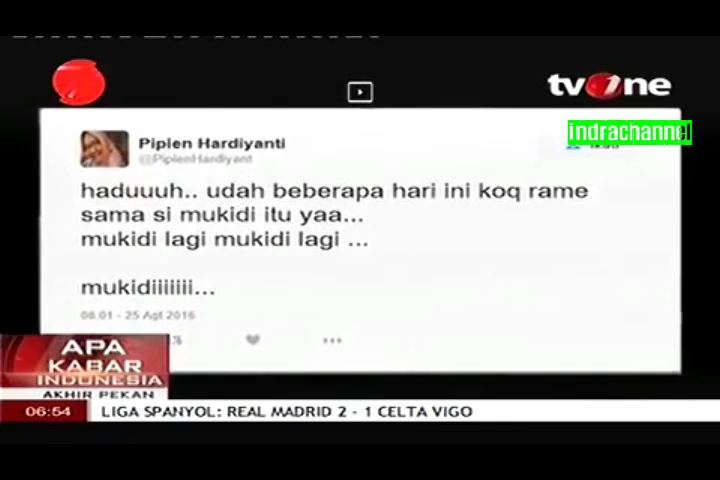 tvOne
indrachannel
Pipien Hardiyanti
@PipienHardiyant
haduuuh.. udah beberapa hari ini koq rame
sama si mukidi itu yaa...
mukidi lagi mukidi lagi ...
mukidiiiiiii...
08.01 - 25 Agt 2016
APA
KABAR
INDONESIA
AKHIR PEKAN
06:54
LIGA SPANYOL: REAL MADRID 2 - 1 CELTA VIGO